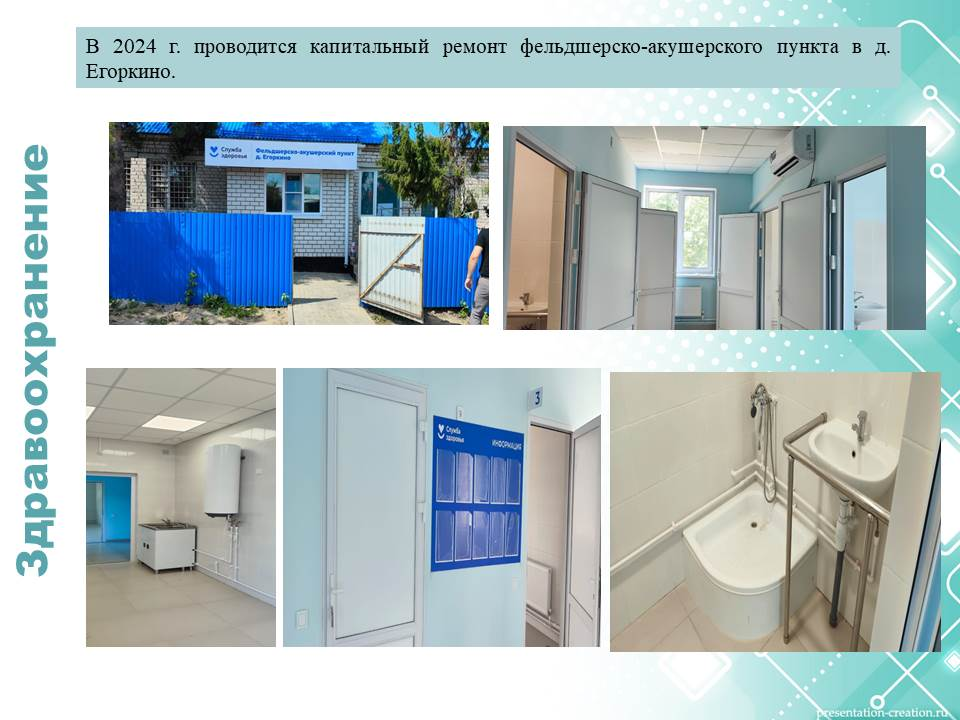 В 2024 г. проводится капитальный ремонт фельдшерско-акушерского пункта в д.
Егоркино.
Здравоохранение
Служба
здоровья
Фельдшерско-акушерский пункт
д. Егоркино
3
Служба
здоровья
ИНФОРМАЦИЯ
3
presentation-creation.ru